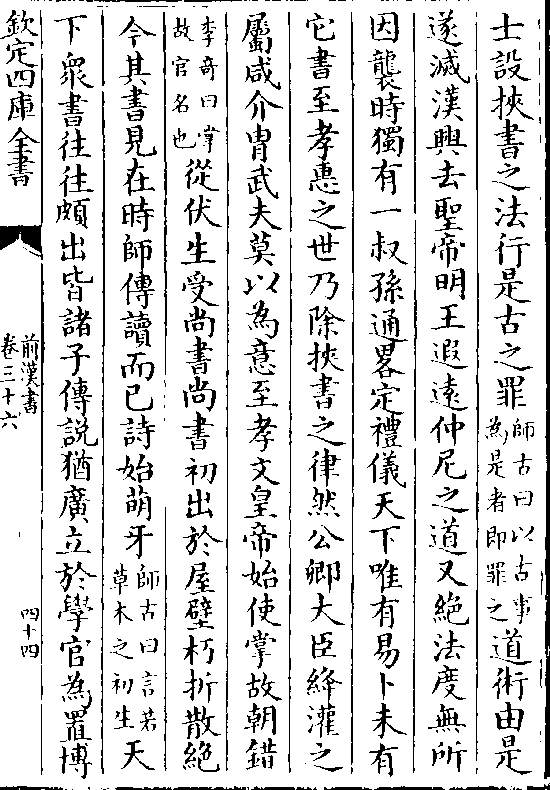 士設挾書之法行是古之罪師古曰以古事為是者即罪之道術由是
遂滅漢興去聖帝明王遐遠仲尼之道又絶法度無所
因襲時獨有一叔孫通畧定禮儀天下唯有易卜未有
它書至孝惠之世乃除挾書之律然公卿大臣絳灌之
屬咸介胄武夫莫以為意至孝文皇帝始使掌故朝錯
李奇曰掌故官名也從伏生受尚書尚書初出於屋壁朽折散絶
今其書見在時師傳讀而已詩始萌牙師古曰言若草木之初生天
下衆書往往頗出皆諸子傳說猶廣立於學官為置博
欽定四庫全書
前漢書
卷三十六
四十四